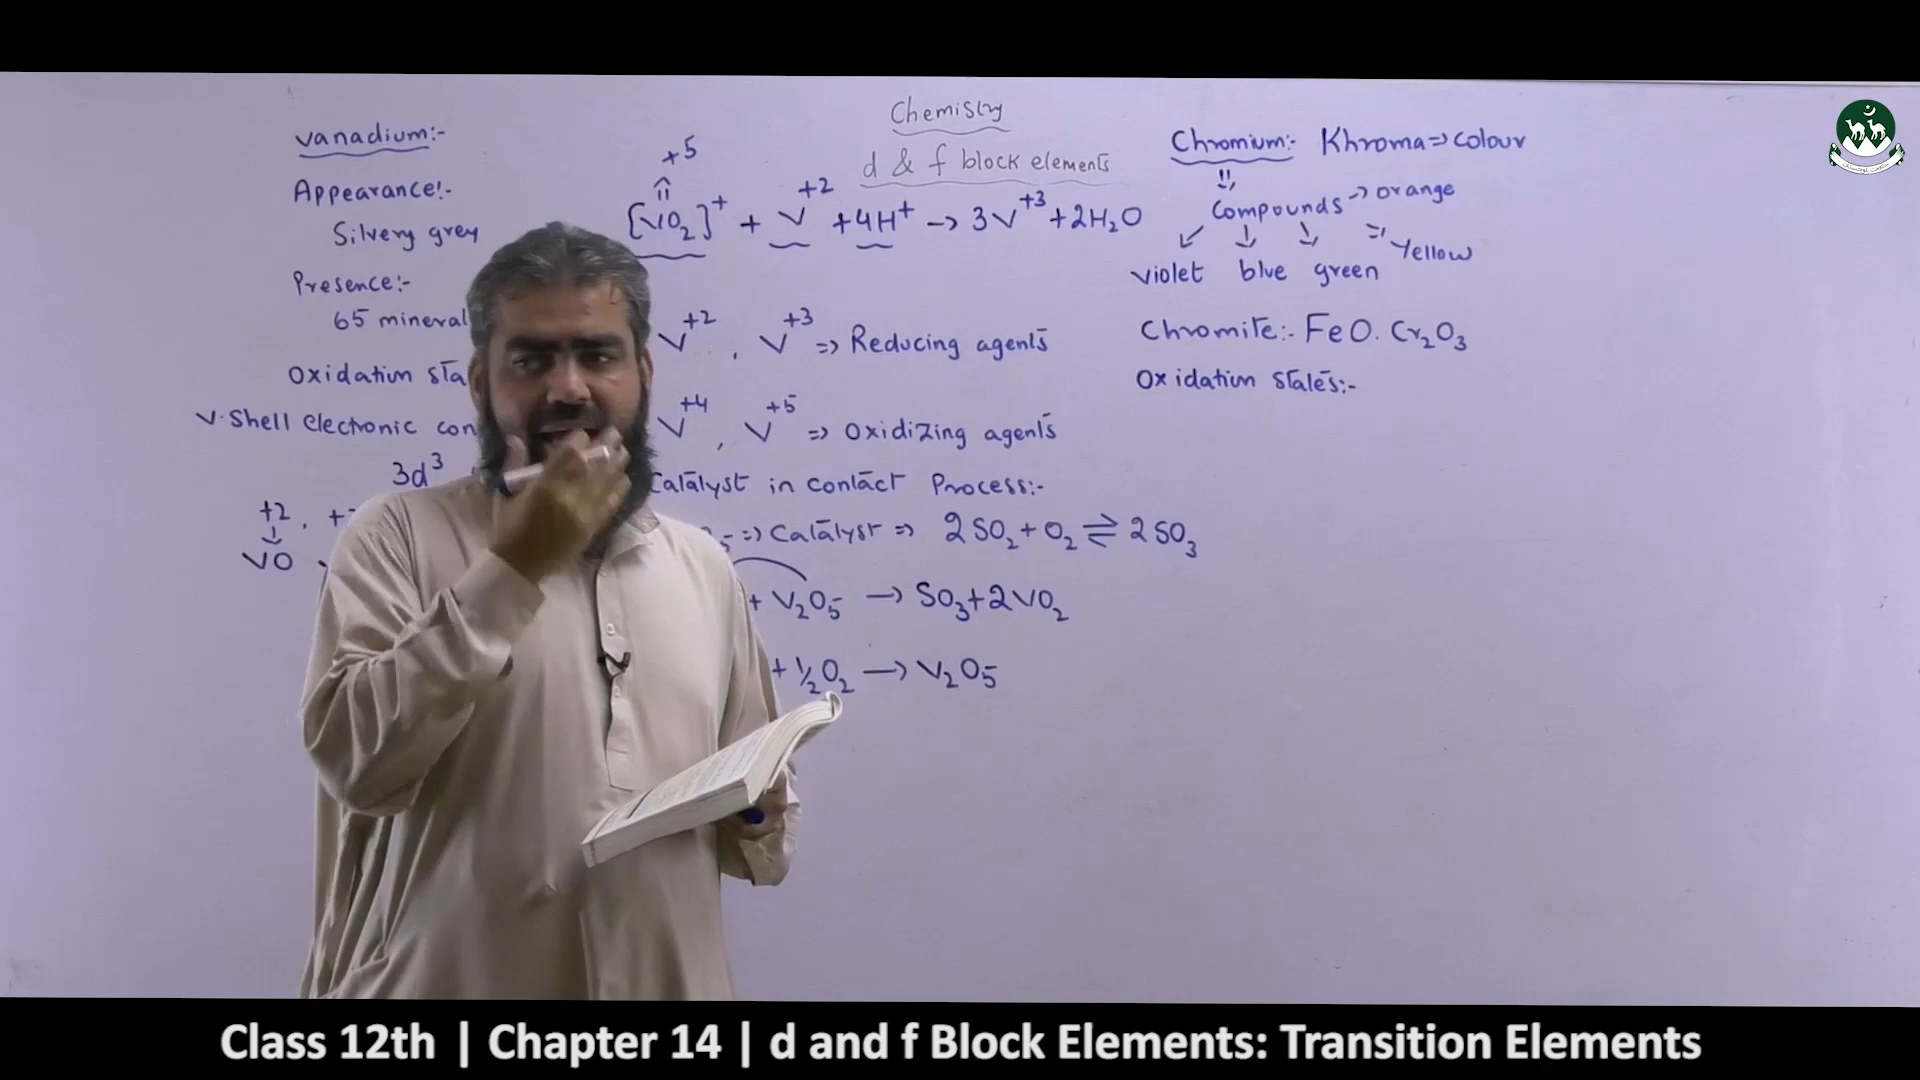 Chemistry
d & f block elements
Vanadium:-
Appearance:-
Silvery grey
Presence:-
65 mineral
Oxidation sta
V.Shell electronic con
3d³
+2, +
VO
+5
[VO₂]⁺ + V⁺² + 4H⁺ → 3V⁺³ + 2H₂O
V⁺², V⁺³ => Reducing agents
V⁺⁴, V⁺⁵ => Oxidizing agents
Catalyst in contact Process:-
5 => Catalyst => 2SO₂ + O₂ ⇌ 2SO₃
+ V₂O₅ → SO₃ + 2VO₂
+ ½O₂ → V₂O₅
Chromium:- Khroma => colour
Compounds → orange
violet blue green Yellow
Chromite:- FeO.Cr₂O₃
Oxidation states:-
Class 12th | Chapter 14 | d and f Block Elements: Transition Elements